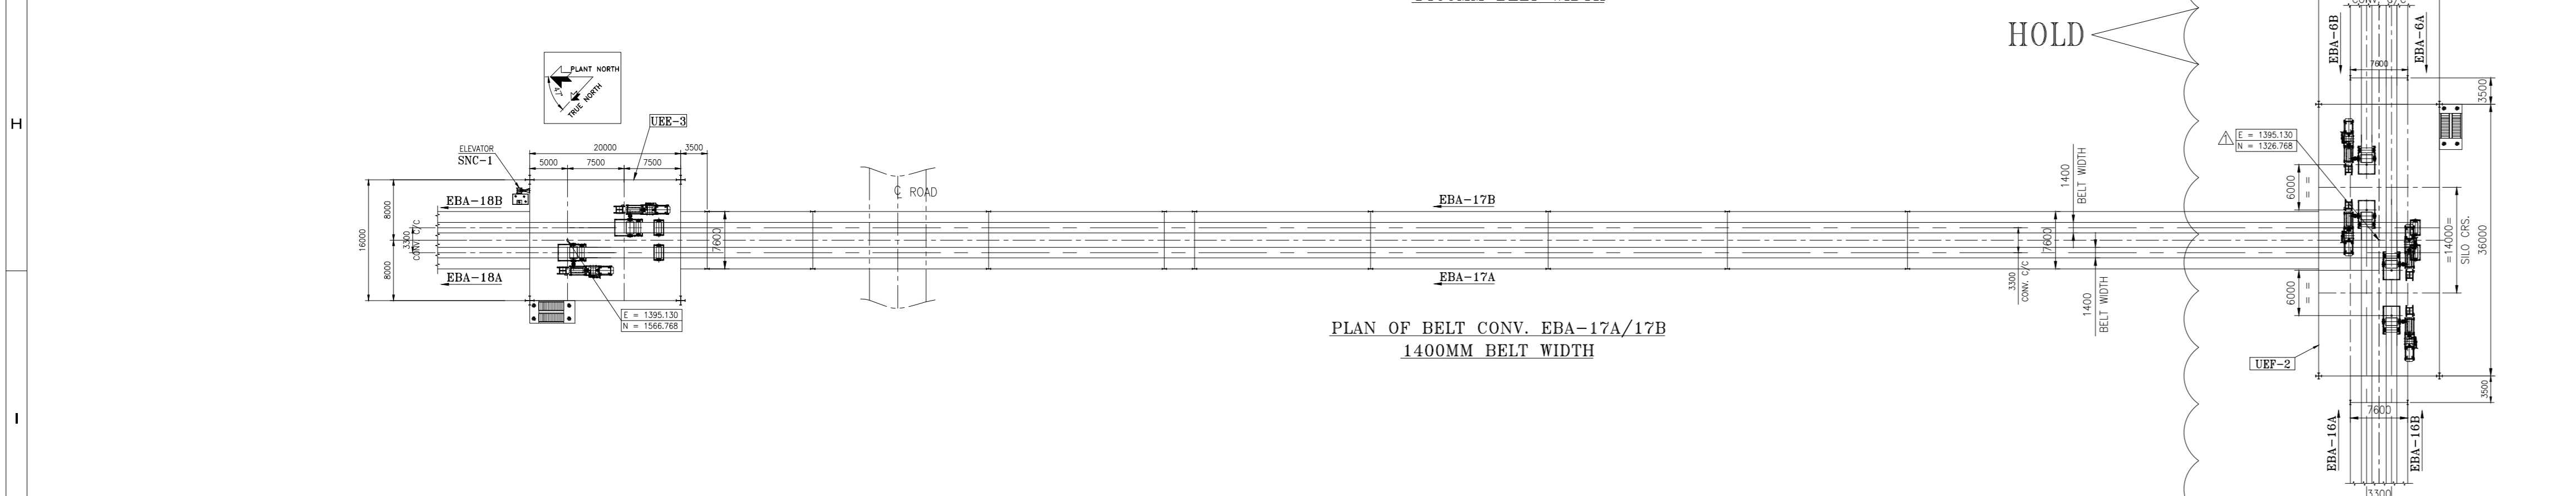 HOLD
CONV. C/C
EBA-6B
EBA-6A
7600
3500
PLANT NORTH
47°
TRUE NORTH
H
UEE-3
ELEVATOR
SNC-1
20000
3500
5000
7500
7500
1
E = 1395.130
N = 1326.768
1400
BELT WIDTH
6000
= =
℄ ROAD
EBA-18B
EBA-17B
16000
8000
3300
CONV. C/C
8000
7600
7600
3300
CONV. C/C
=14000=
SILO CRS.
36000
EBA-18A
EBA-17A
1400
BELT WIDTH
6000
= =
E = 1395.130
N = 1566.768
PLAN OF BELT CONV. EBA-17A/17B
1400MM BELT WIDTH
UEF-2
3500
7600
I
EBA-16A
EBA-16B
3300